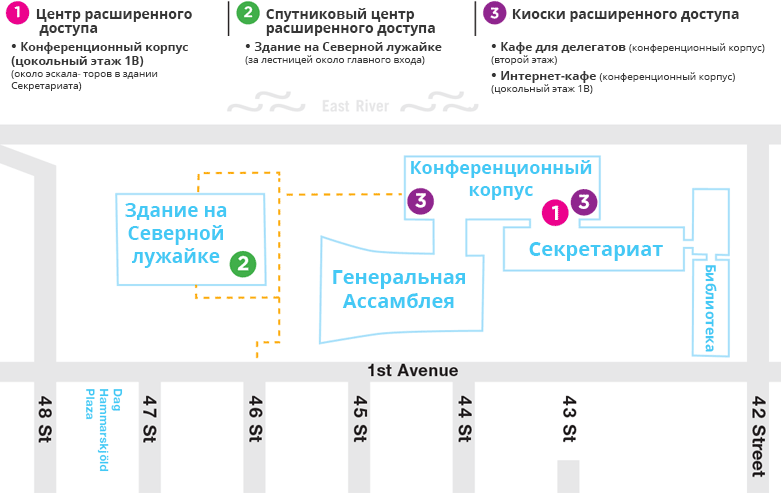 1 Центр расширенного
доступа
• Конференционный корпус
(цокольный этаж 1B)
(около эскала- торов в здании
Секретариата)
2 Спутниковый центр
расширенного доступа
• Здание на Северной лужайке
(за лестницей около главного входа)
3 Киоски расширенного доступа
• Кафе для делегатов (конференционный корпус)
(второй этаж)
• Интернет-кафе (конференционный корпус)
(цокольный этаж 1B)
East River
Конференционный
корпус
3
1
3
Здание на
Северной
лужайке
2
Секретариат
Генеральная
Ассамблея
Библиотека
1st Avenue
48 St
Dag
Hammarskjöld
Plaza
47 St
46 St
45 St
44 St
43 St
42 Street